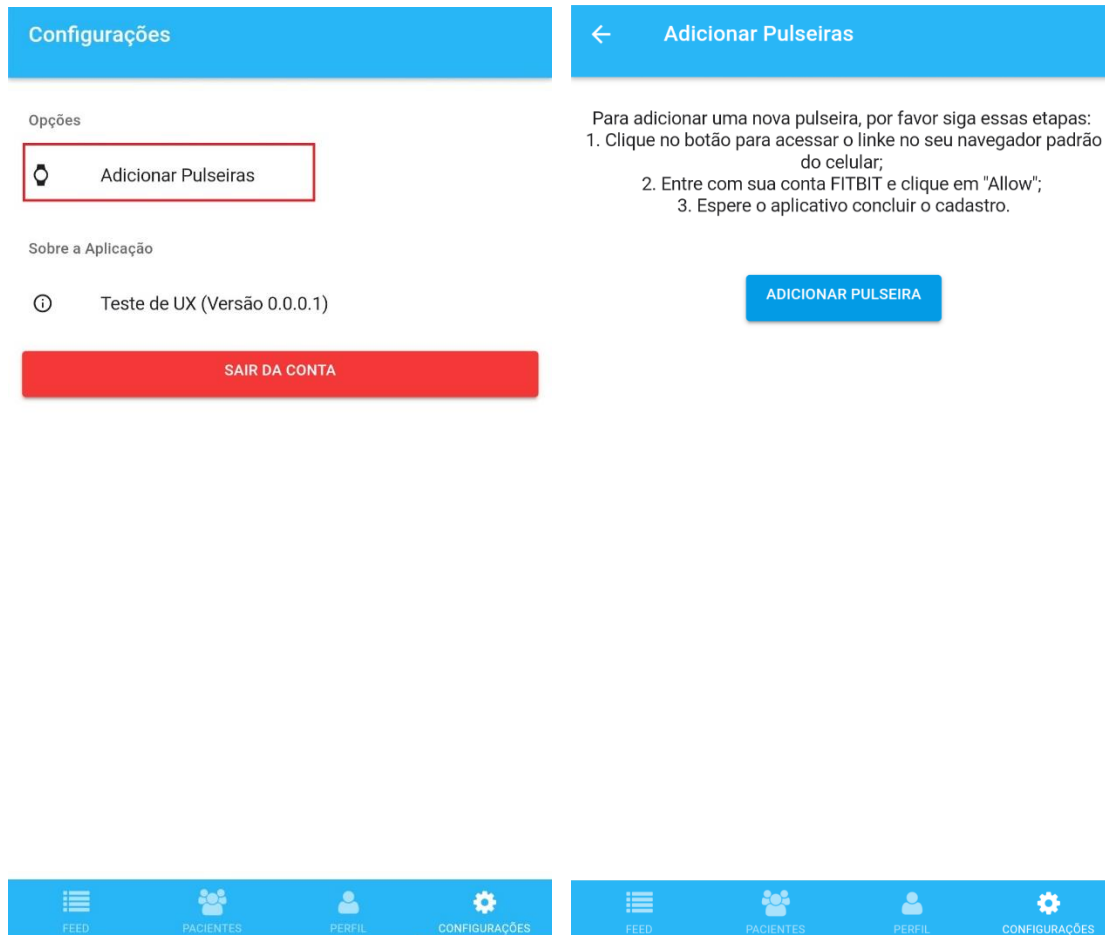 Configurações
Opções
Adicionar Pulseiras
Sobre a Aplicação
Teste de UX (Versão 0.0.0.1)
SAIR DA CONTA
FEED
PACIENTES
PERFIL
CONFIGURAÇÕES
Adicionar Pulseiras
Para adicionar uma nova pulseira, por favor siga essas etapas:
1. Clique no botão para acessar o linke no seu navegador padrão
do celular;
2. Entre com sua conta FITBIT e clique em "Allow";
3. Espere o aplicativo concluir o cadastro.
ADICIONAR PULSEIRA
FEED
PACIENTES
PERFIL
CONFIGURAÇÕES